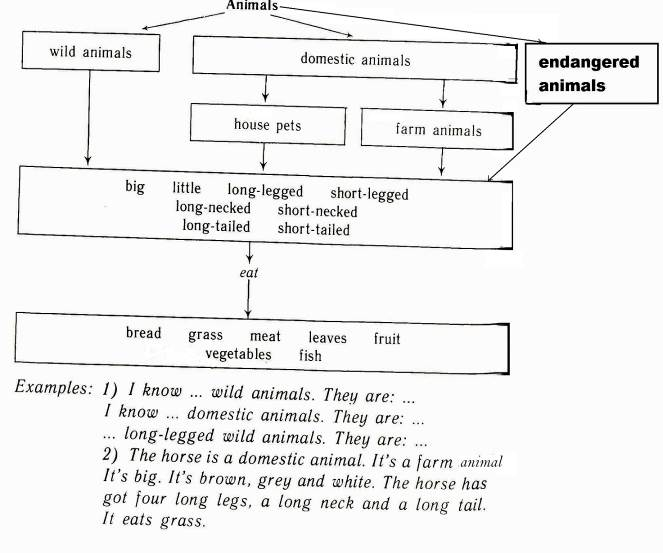 Animals
wild animals
domestic animals
endangered
animals
house pets
farm animals
big little long-legged short-legged
long-necked short-necked
long-tailed short-tailed
eat
bread grass meat leaves fruit
vegetables fish
Examples: 1) I know ... wild animals. They are: ...
I know ... domestic animals. They are: ...
... long-legged wild animals. They are: ...
2) The horse is a domestic animal. It's a farm animal
It's big. It's brown, grey and white. The horse has
got four long legs, a long neck and a long tail.
It eats grass.